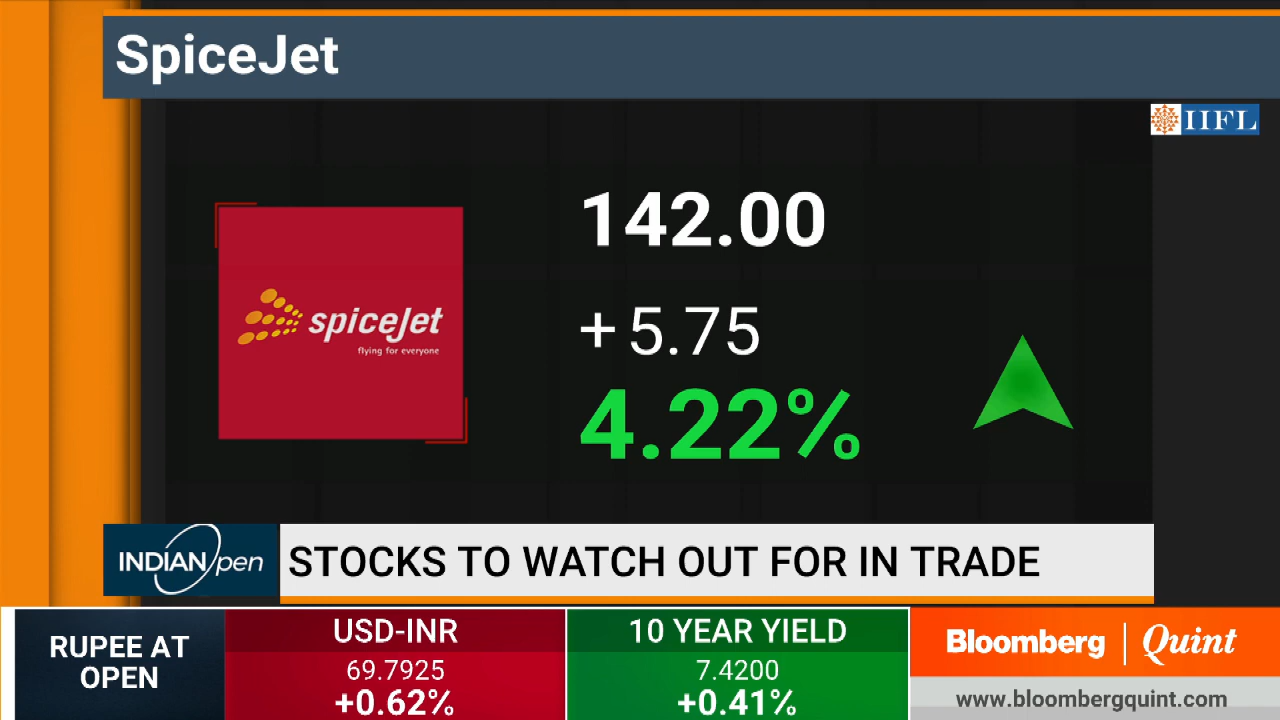 SpiceJet
IIFL
142.00
spiceJet
flying for everyone
+5.75
4.22%
INDIAN Open
STOCKS TO WATCH OUT FOR IN TRADE
RUPEE AT
OPEN
USD-INR
69.7925
+0.62%
10 YEAR YIELD
7.4200
+0.41%
Bloomberg | Quint
www.bloombergquint.com